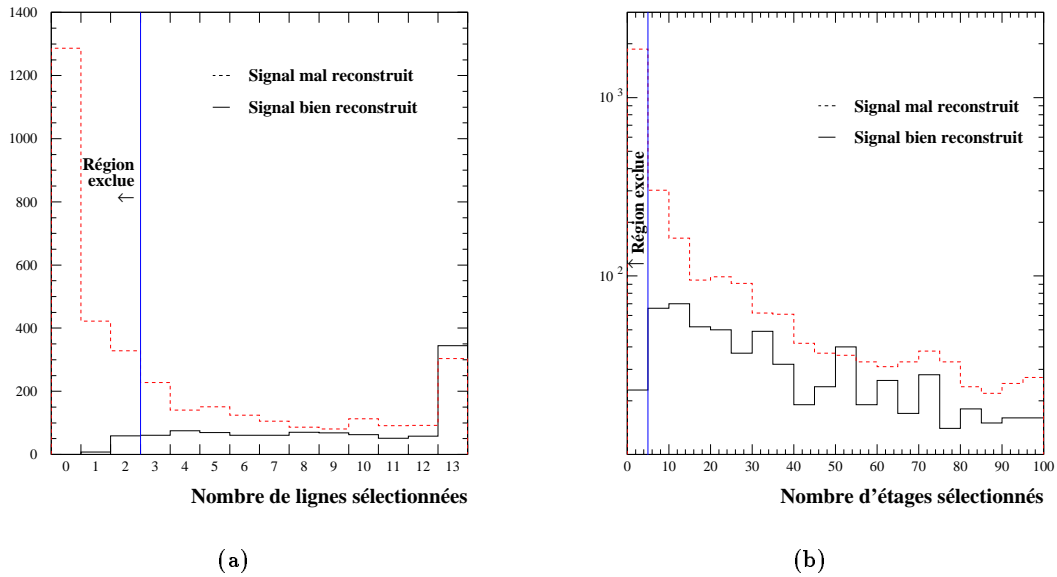 1400
1200
1000
800
600
400
200
0
Signal mal reconstruit
Signal bien reconstruit
Région
exclue
←
0 1 2 3 4 5 6 7 8 9 10 11 12 13
Nombre de lignes sélectionnées
(a)
10³
10²
Signal mal reconstruit
Signal bien reconstruit
Région exclue
←
0 10 20 30 40 50 60 70 80 90 100
Nombre d'étages sélectionnés
(b)